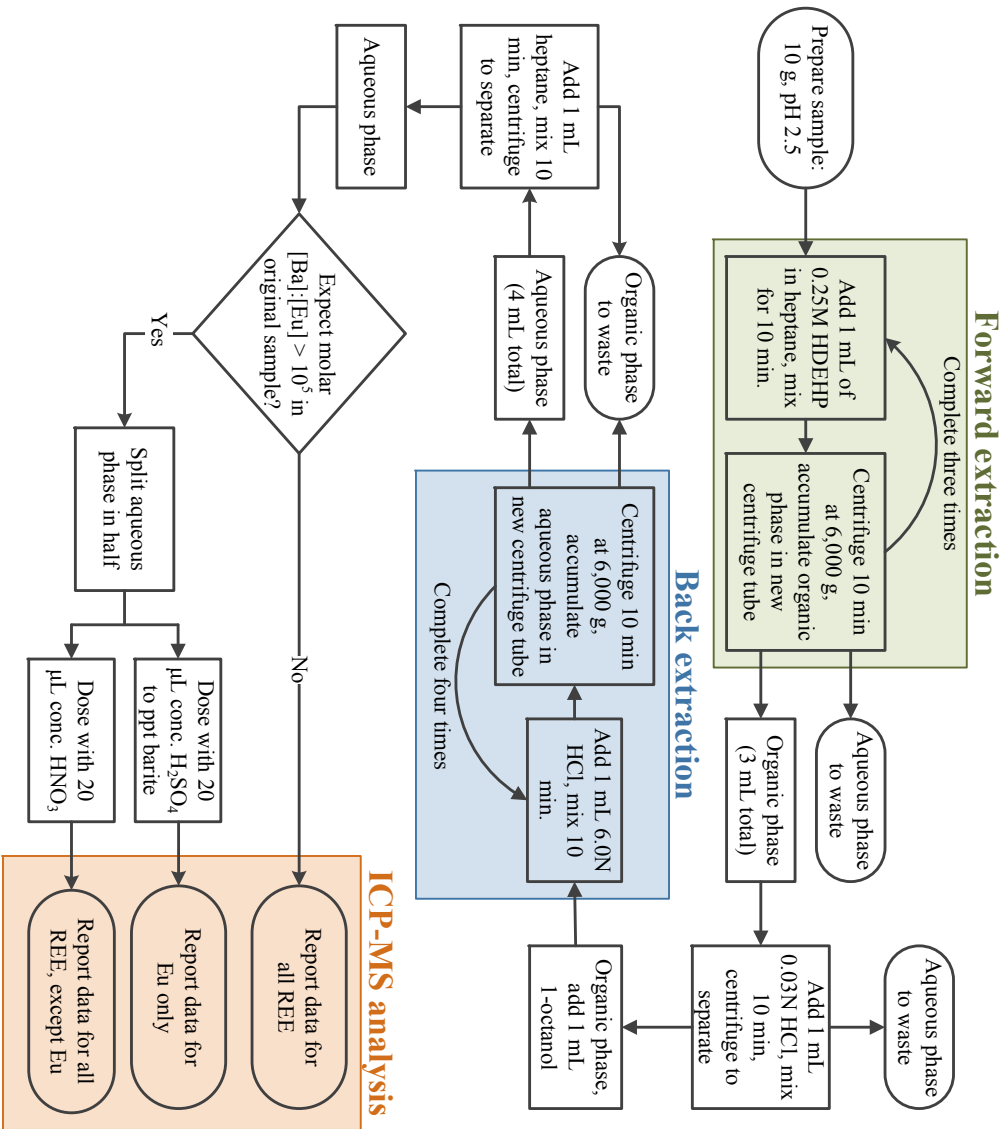 Forward extraction
Complete three times
Prepare sample:
10 g, pH 2.5
Add 1 mL of
0.25M HDEHP
in heptane, mix
for 10 min.
Centrifuge 10 min
at 6,000 g,
accumulate organic
phase in new
centrifuge tube
Aqueous phase
to waste
Organic phase
(3 mL total)
Aqueous phase
to waste
Add 1 mL
0.03N HCl, mix
10 min,
centrifuge to
separate
Organic phase,
add 1 mL
1-octanol
Back extraction
Add 1 mL 6.0N
HCl, mix 10
min.
Centrifuge 10 min
at 6,000 g,
accumulate
aqueous phase in
new centrifuge tube
Complete four times
Organic phase
to waste
Aqueous phase
(4 mL total)
Add 1 mL
heptane, mix 10
min, centrifuge
to separate
Aqueous phase
Expect molar
[Ba]:[Eu] > 10⁵ in
original sample?
No
Yes
Split aqueous
phase in half
Dose with 20
μL conc. H₂SO₄
to ppt barite
Dose with 20
μL conc. HNO₃
ICP-MS analysis
Report data for
all REE
Report data for
Eu only
Report data for all
REE, except Eu